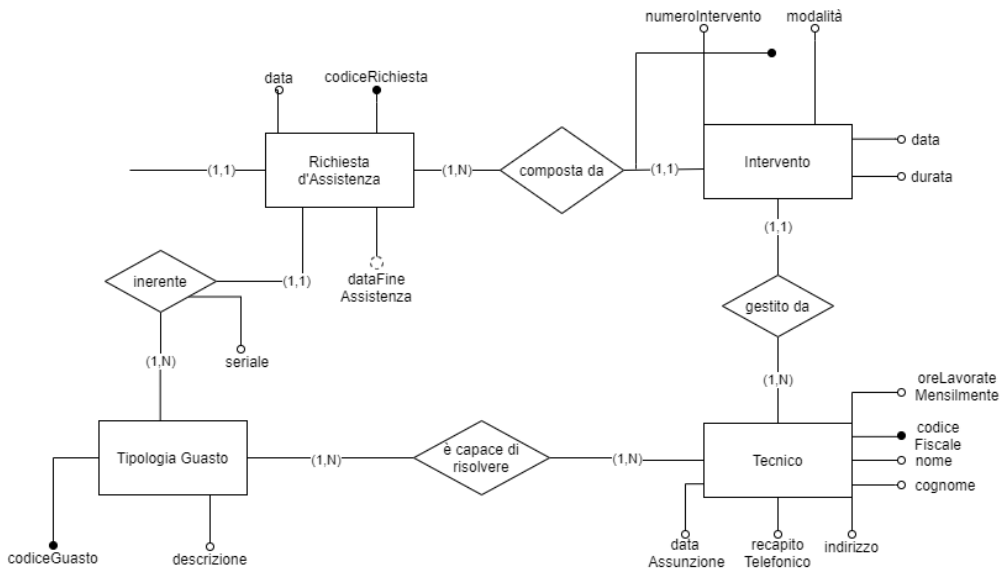 numeroIntervento
modalità
data
codiceRichiesta
(1,1)
Richiesta
d'Assistenza
(1,N)
composta da
(1,1)
Intervento
data
durata
(1,1)
inerente
(1,1)
dataFine
Assistenza
gestito da
(1,N)
seriale
(1,N)
oreLavorate
Mensilmente
codice
Fiscale
nome
cognome
Tipologia Guasto
(1,N)
è capace di
risolvere
(1,N)
Tecnico
codiceGuasto
descrizione
data
Assunzione
recapito
Telefonico
indirizzo